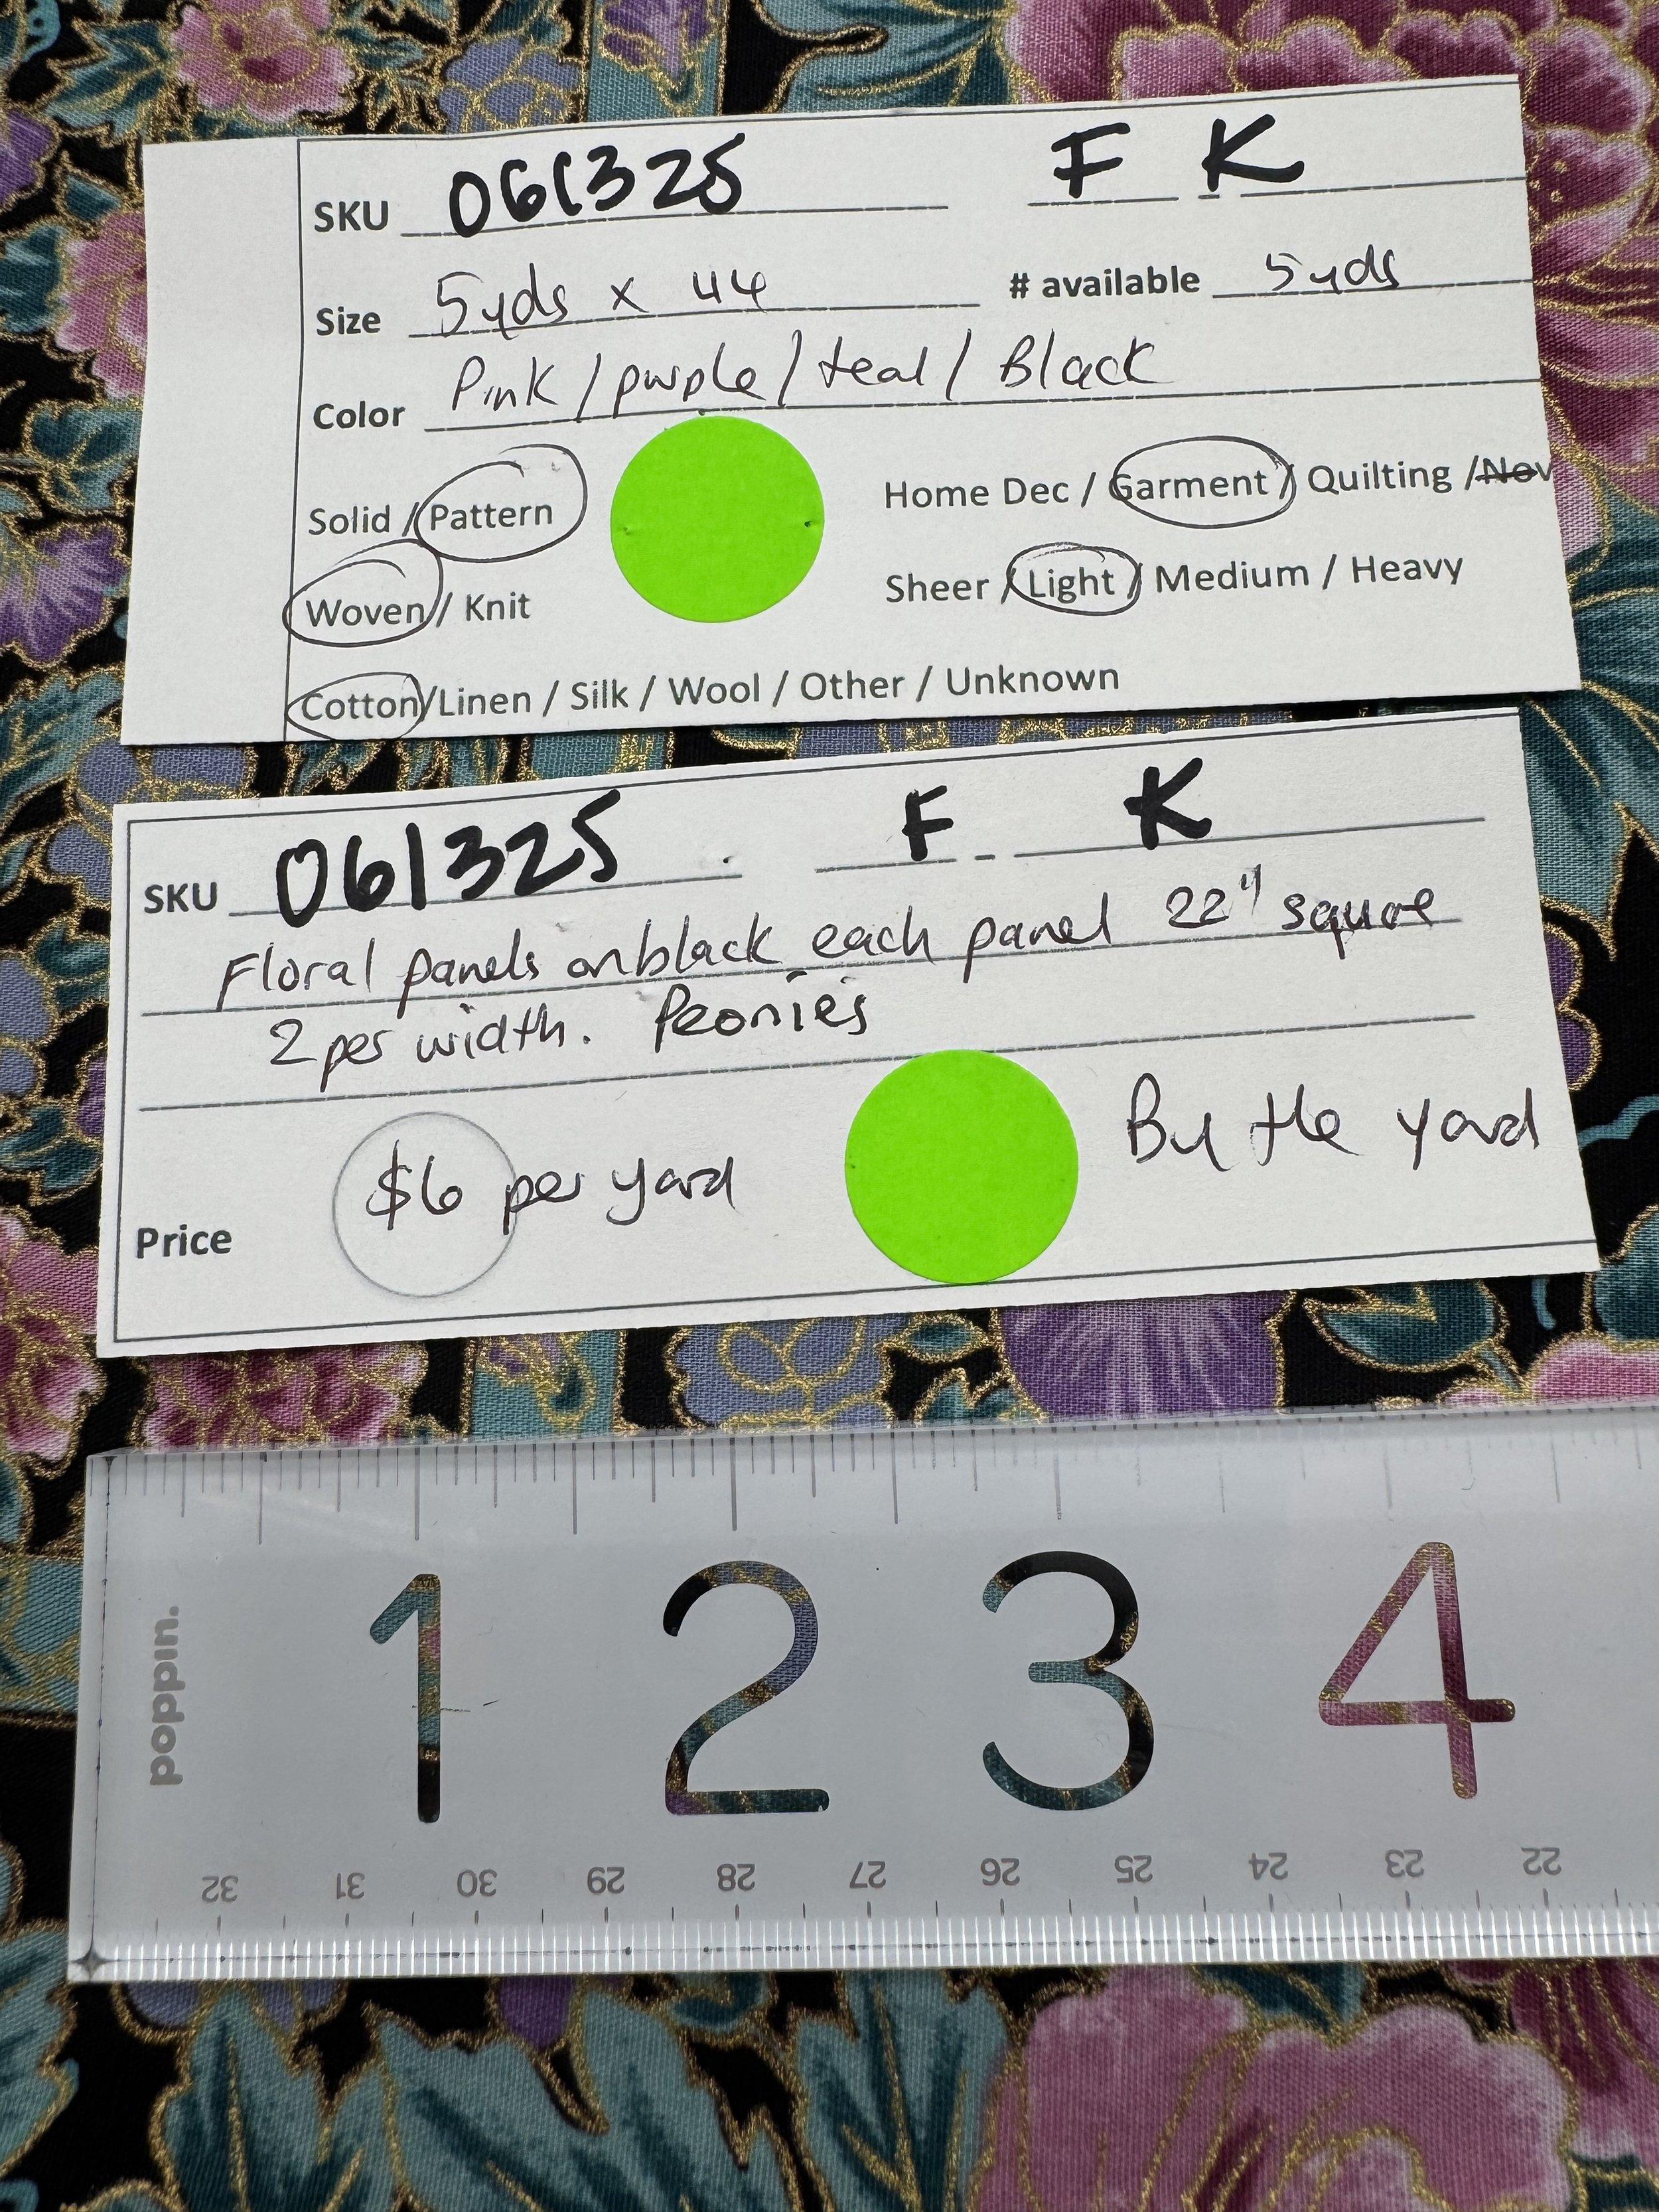 SKU 061325 F - K
Size 5yds x 44 # available 5yds
Color Pink / purple / teal / Black
Solid / Pattern Home Dec / Garment / Quilting / Nov
Woven / Knit Sheer / Light / Medium / Heavy
Cotton/Linen / Silk / Wool / Other / Unknown
SKU 061325 F - K
Floral panels on black each panel 22" square
2 per width. Peonies
Price $6 per yard By the yard
poppin.
1 2 3 4
32 31 30 29 28 27 26 25 24 23 22